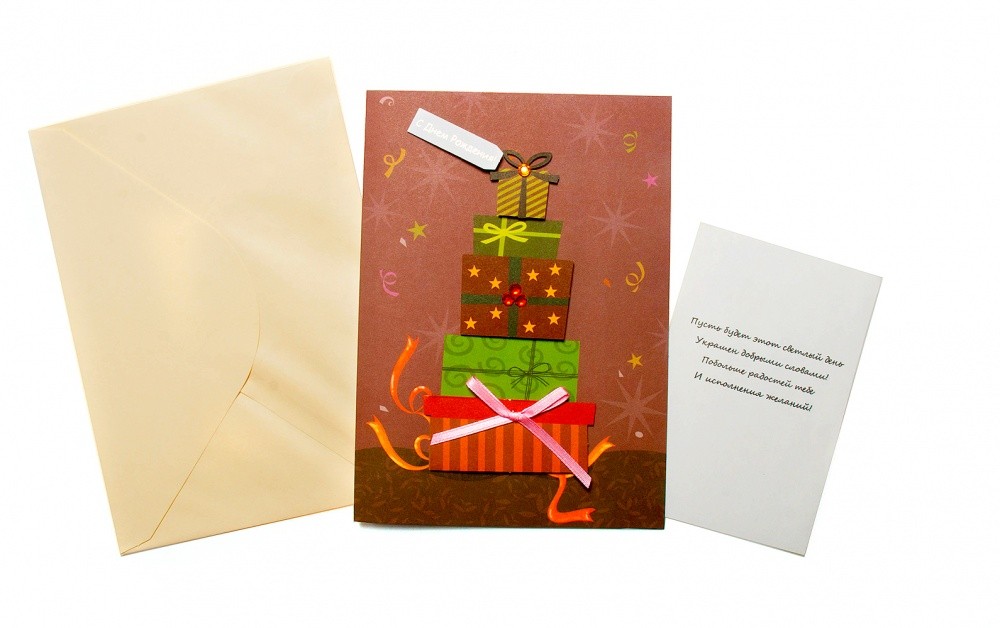 С Днем Рождения
Пусть будет этот светлый день
Украшен добрыми словами!
Побольше радостей тебе
И исполнения желаний!